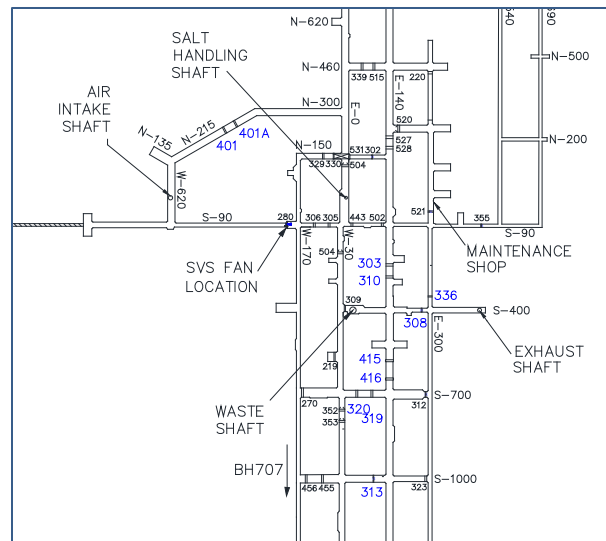 N-620
540
590
SALT
HANDLING
SHAFT
N-460
339 515
220
N-500
AIR
INTAKE
SHAFT
N-300
E-0
E-140
N-215
401A
401
N-135
520
527
528
N-200
N-150
329 330
531 302
504
W-620
S-90
280
306 305
443 502
521
355
S-90
W-170
W-30
504
303
310
MAINTENANCE
SHOP
SVS FAN
LOCATION
336
309
308
S-400
E-300
EXHAUST
SHAFT
219
415
416
WASTE
SHAFT
270
352
353
320
319
312
S-700
BH707
456 455
313
323
S-1000